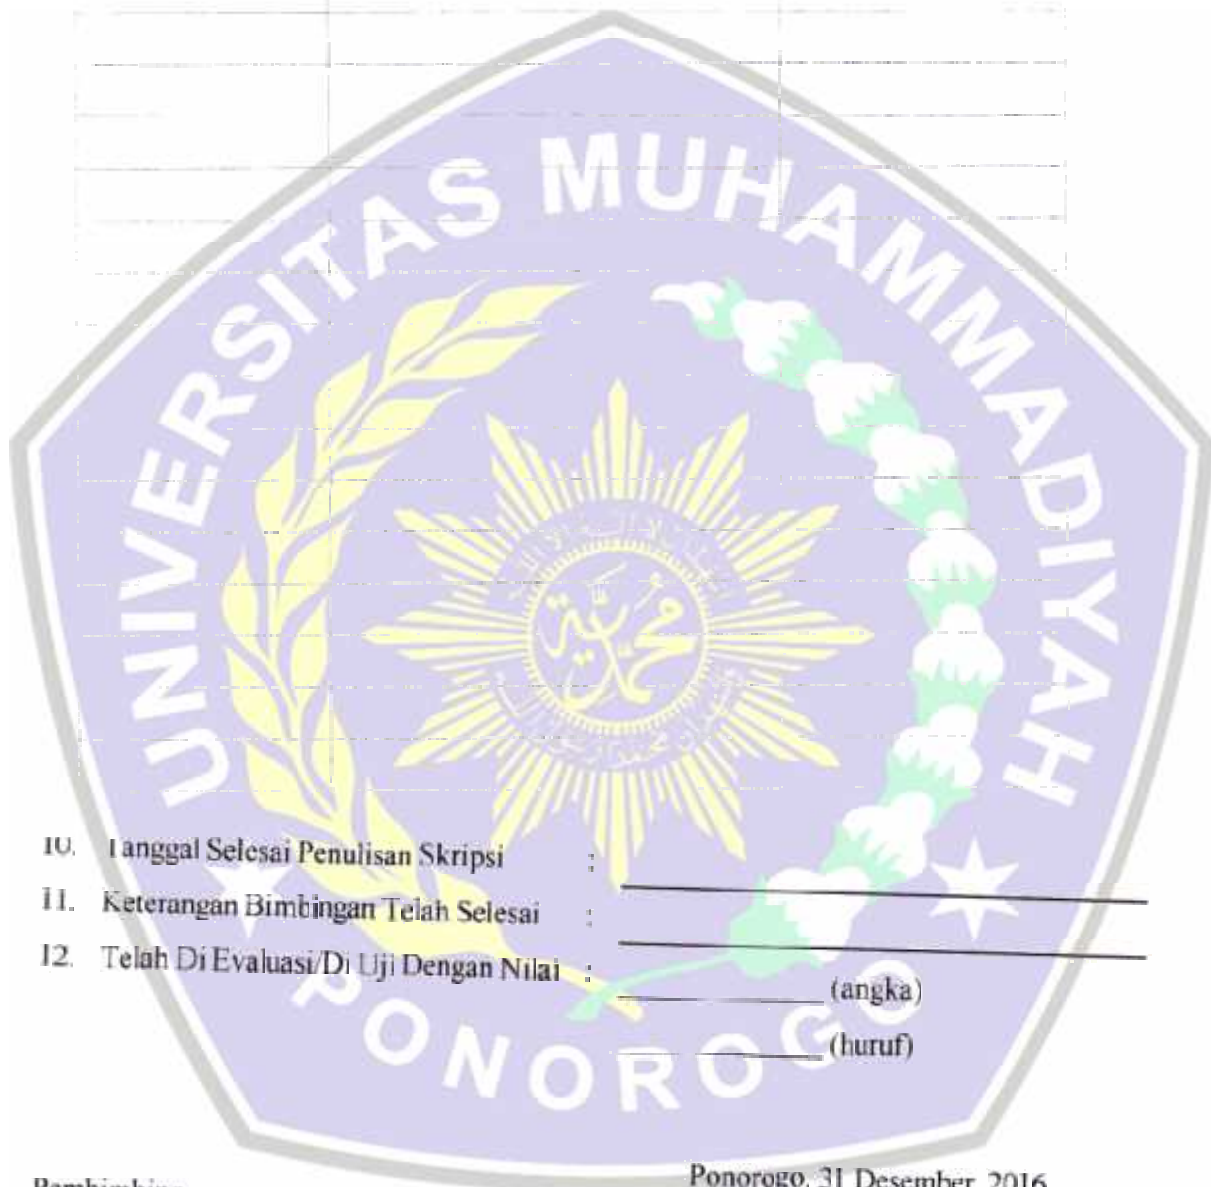 UNIVERSITAS MUHAMMADIYAH
محمدية
10. Tanggal Selesai Penulisan Skripsi :
11. Keterangan Bimbingan Telah Selesai :
12. Telah Di Evaluasi/Di Uji Dengan Nilai : (angka)
(huruf)
PONOROGO
Ponorogo, 31 Desember 2016